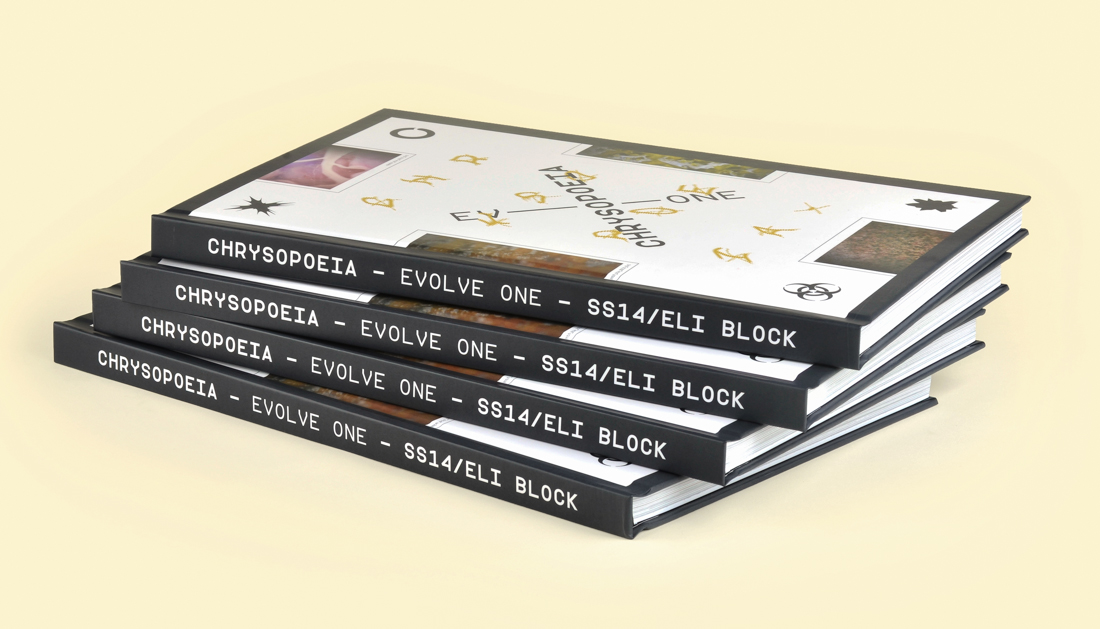 CHRYSOPOEIA
ONE
CHRYSOPOEIA – EVOLVE ONE – SS14/ELI BLOCK
CHRYSOPOEIA – EVOLVE ONE – SS14/ELI BLOCK
CHRYSOPOEIA – EVOLVE ONE – SS14/ELI BLOCK
CHRYSOPOEIA – EVOLVE ONE – SS14/ELI BLOCK